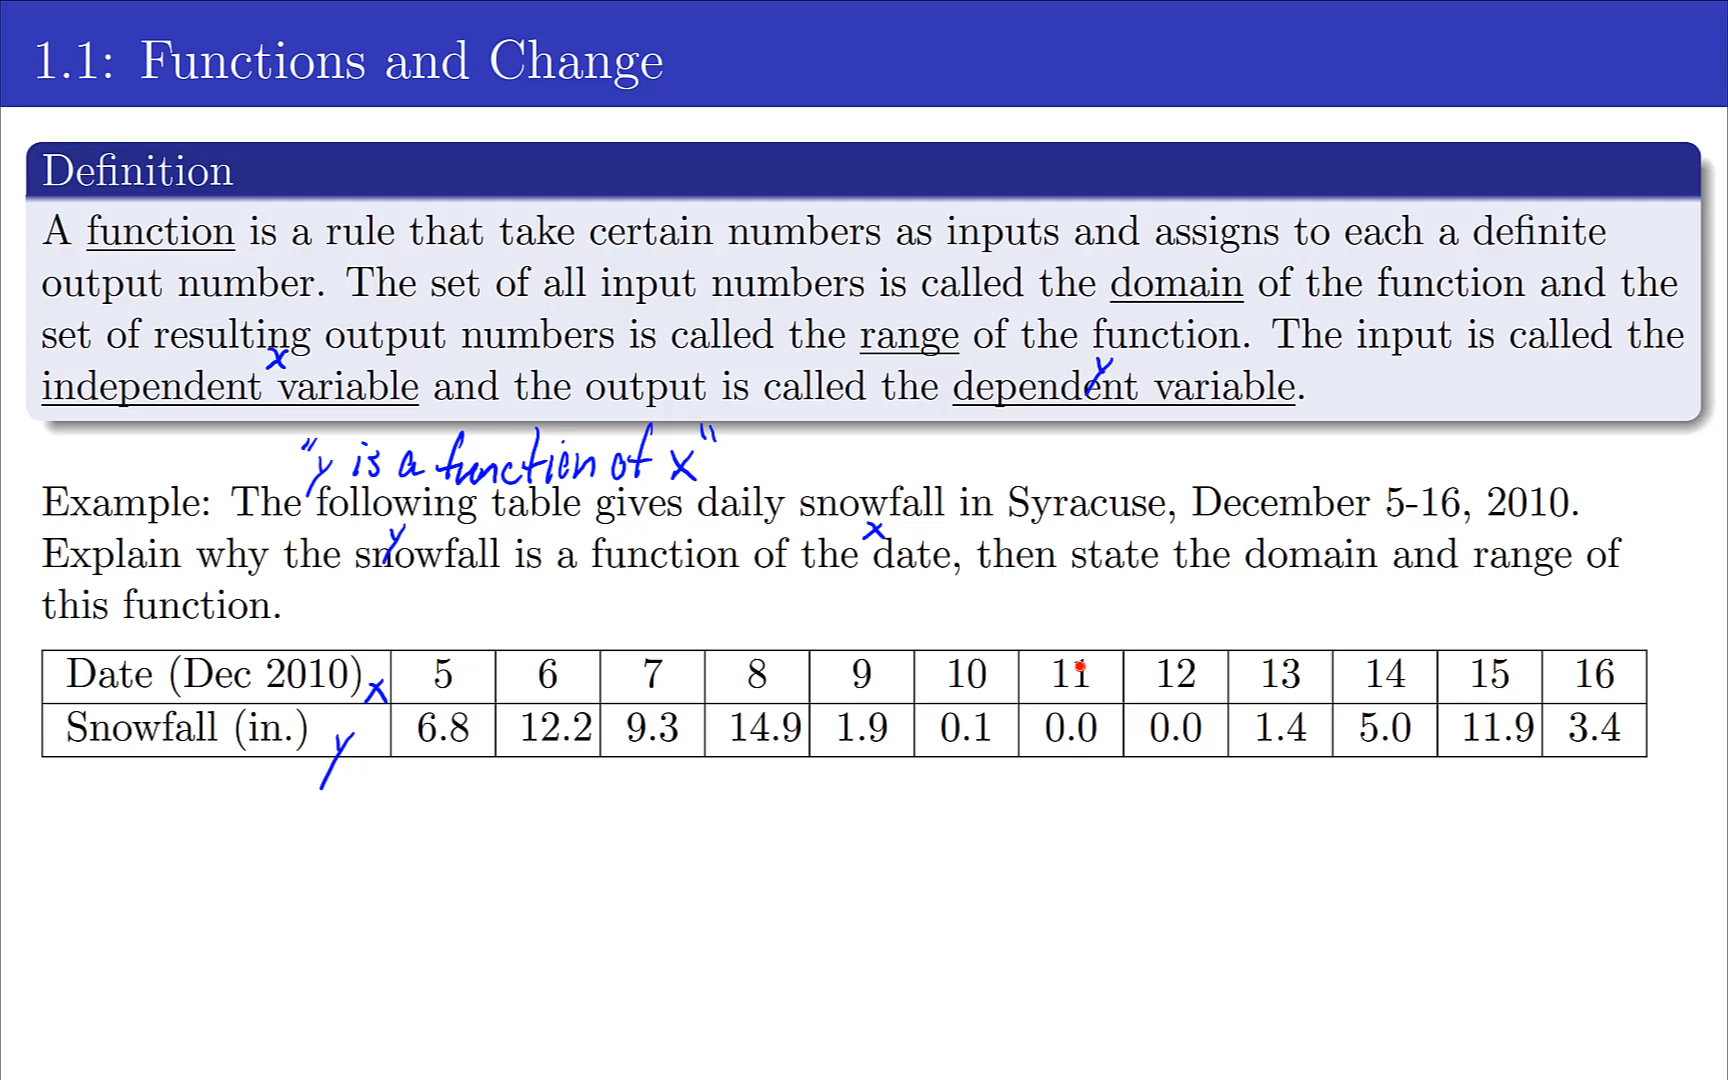 1.1: Functions and Change
Definition
A function is a rule that take certain numbers as inputs and assigns to each a definite
output number. The set of all input numbers is called the domain of the function and the
set of resulting output numbers is called the range of the function. The input is called the
x y
independent variable and the output is called the dependent variable.
"y is a function of x"
Example: The following table gives daily snowfall in Syracuse, December 5-16, 2010.
y x
Explain why the snowfall is a function of the date, then state the domain and range of
this function.
Date (Dec 2010) x 5 6 7 8 9 10 11 12 13 14 15 16
Snowfall (in.) y 6.8 12.2 9.3 14.9 1.9 0.1 0.0 0.0 1.4 5.0 11.9 3.4